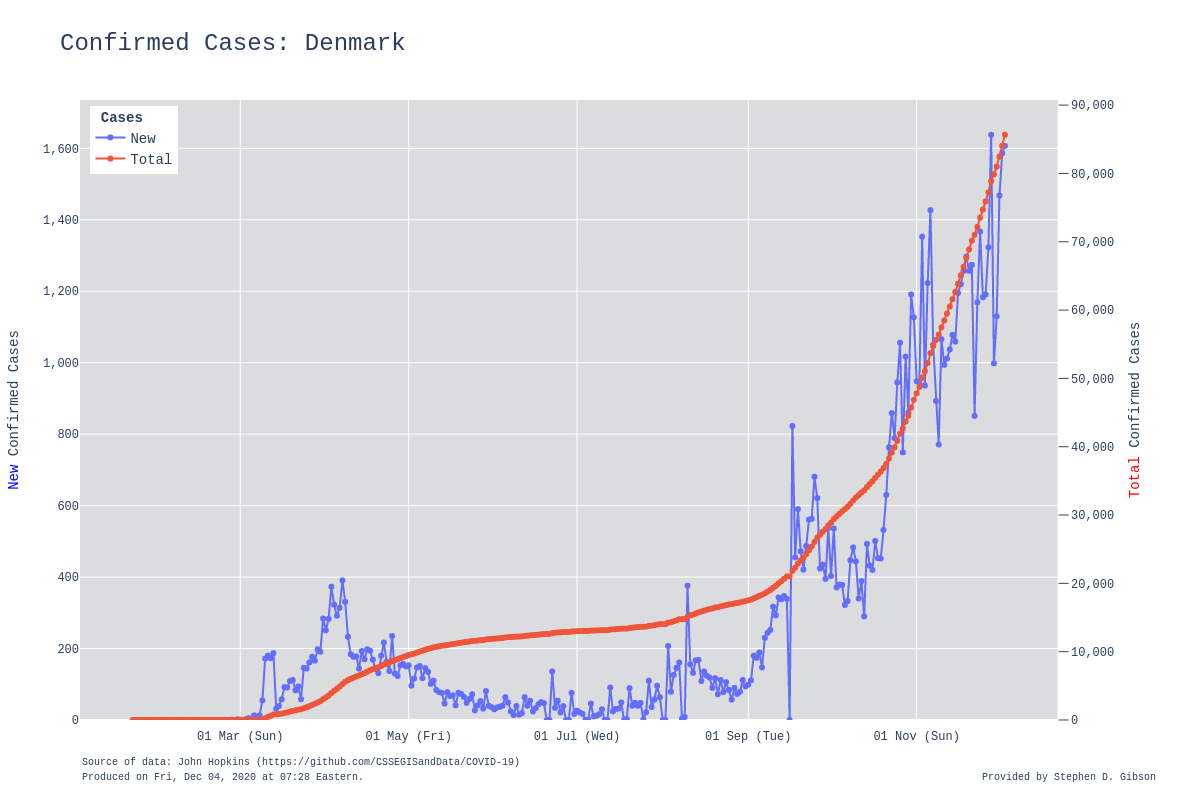 Confirmed Cases: Denmark
Cases
New
Total
1,600
1,400
1,200
1,000
800
600
400
200
0
90,000
80,000
70,000
60,000
50,000
40,000
30,000
20,000
10,000
0
New Confirmed Cases
Total Confirmed Cases
01 Mar (Sun)
01 May (Fri)
01 Jul (Wed)
01 Sep (Tue)
01 Nov (Sun)
Source of data: John Hopkins (https://github.com/CSSEGISandData/COVID-19)
Produced on Fri, Dec 04, 2020 at 07:28 Eastern.
Provided by Stephen D. Gibson